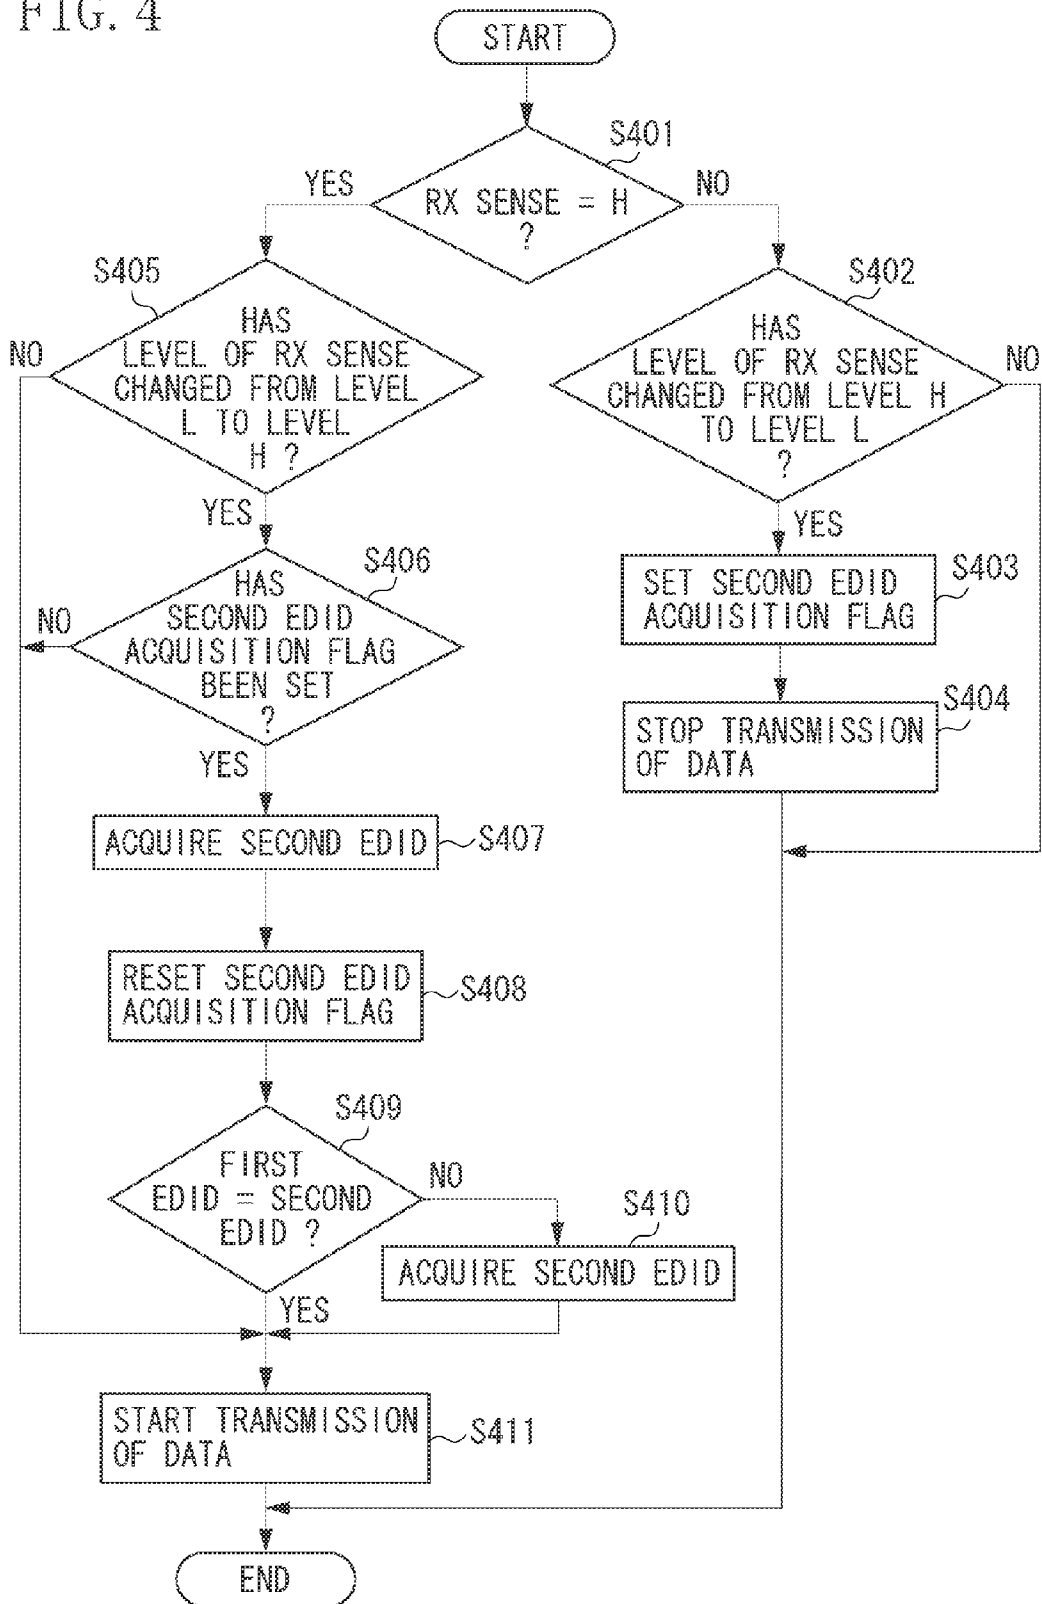 FIG. 4
START
S401
YES
RX SENSE = H
?
NO
S405
HAS
LEVEL OF RX SENSE
CHANGED FROM LEVEL
L TO LEVEL
H ?
NO
YES
S402
HAS
LEVEL OF RX SENSE
CHANGED FROM LEVEL H
TO LEVEL L
?
NO
YES
S406
HAS
SECOND EDID
ACQUISITION FLAG
BEEN SET
?
NO
YES
SET SECOND EDID
ACQUISITION FLAG
S403
STOP TRANSMISSION
OF DATA
S404
ACQUIRE SECOND EDID
S407
RESET SECOND EDID
ACQUISITION FLAG
S408
S409
FIRST
EDID = SECOND
EDID ?
NO
YES
S410
ACQUIRE SECOND EDID
START TRANSMISSION
OF DATA
S411
END